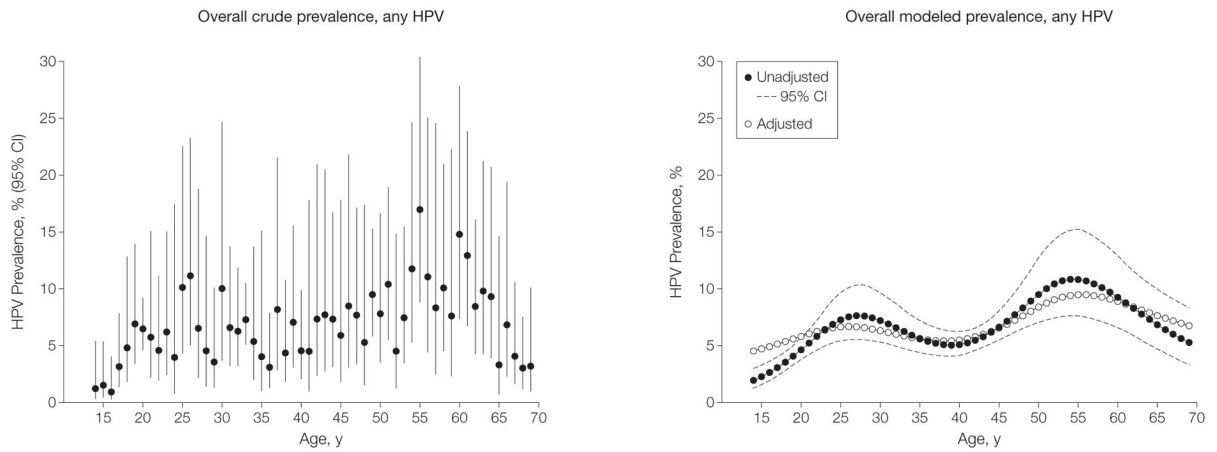 Overall crude prevalence, any HPV
HPV Prevalence, % (95% CI)
30
25
20
15
10
5
0
15 20 25 30 35 40 45 50 55 60 65 70
Age, y
Overall modeled prevalence, any HPV
HPV Prevalence, %
30
25
20
15
10
5
0
Unadjusted
95% CI
Adjusted
15 20 25 30 35 40 45 50 55 60 65 70
Age, y